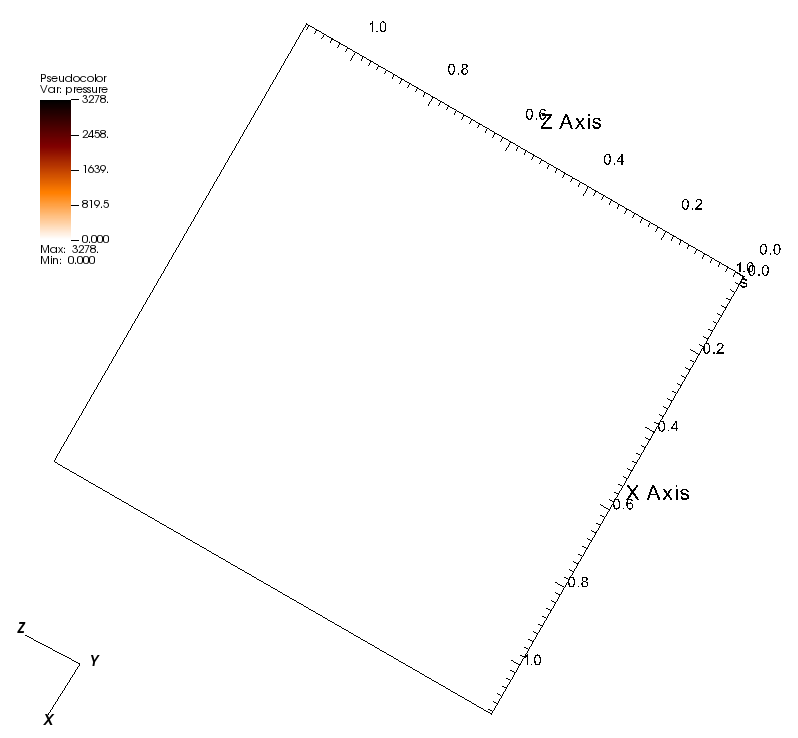 Pseudocolor
Var: pressure
3278.
2458.
1639.
819.5
0.000
Max: 3278.
Min: 0.000
1.0
0.8
0.6
Z Axis
0.4
0.2
0.0
1.0
0.0
s
0.2
0.4
X Axis
0.6
0.8
1.0
Z
Y
X